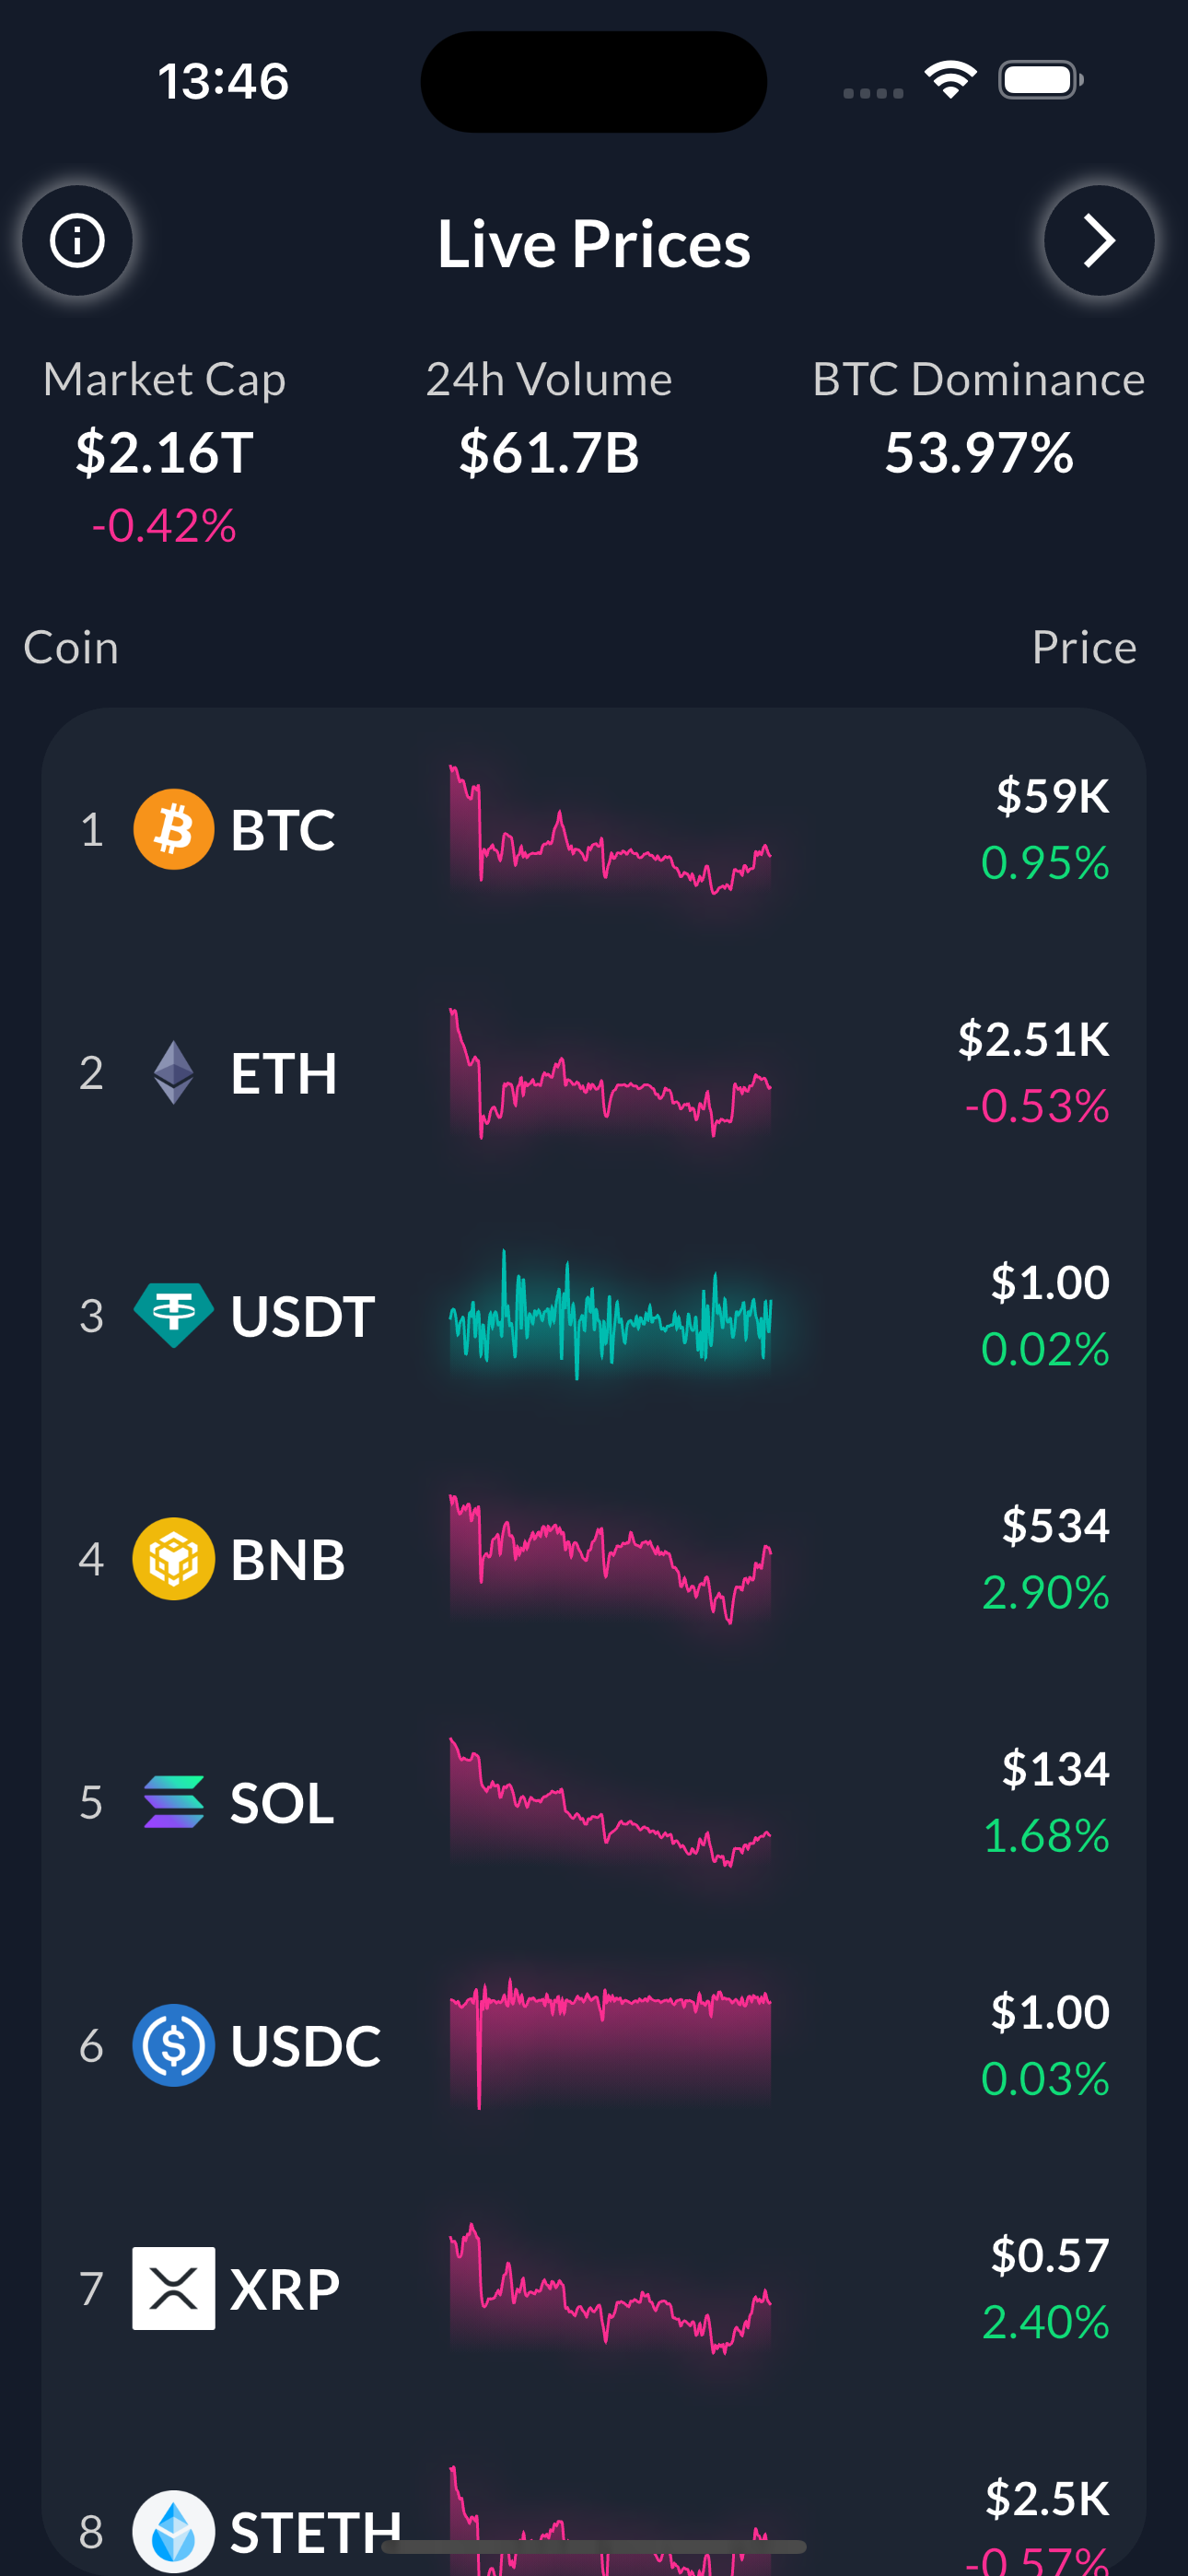 13:46
Live Prices
Market Cap 24h Volume BTC Dominance
$2.16T $61.7B 53.97%
-0.42%
Coin Price
$59K
1 BTC
0.95%
$2.51K
2 ETH
-0.53%
$1.00
3 USDT
0.02%
$534
4 BNB
2.90%
$134
5 SOL
1.68%
$1.00
6 USDC
0.03%
$0.57
7 XRP
2.40%
$2.5K
8 STETH
-0.57%